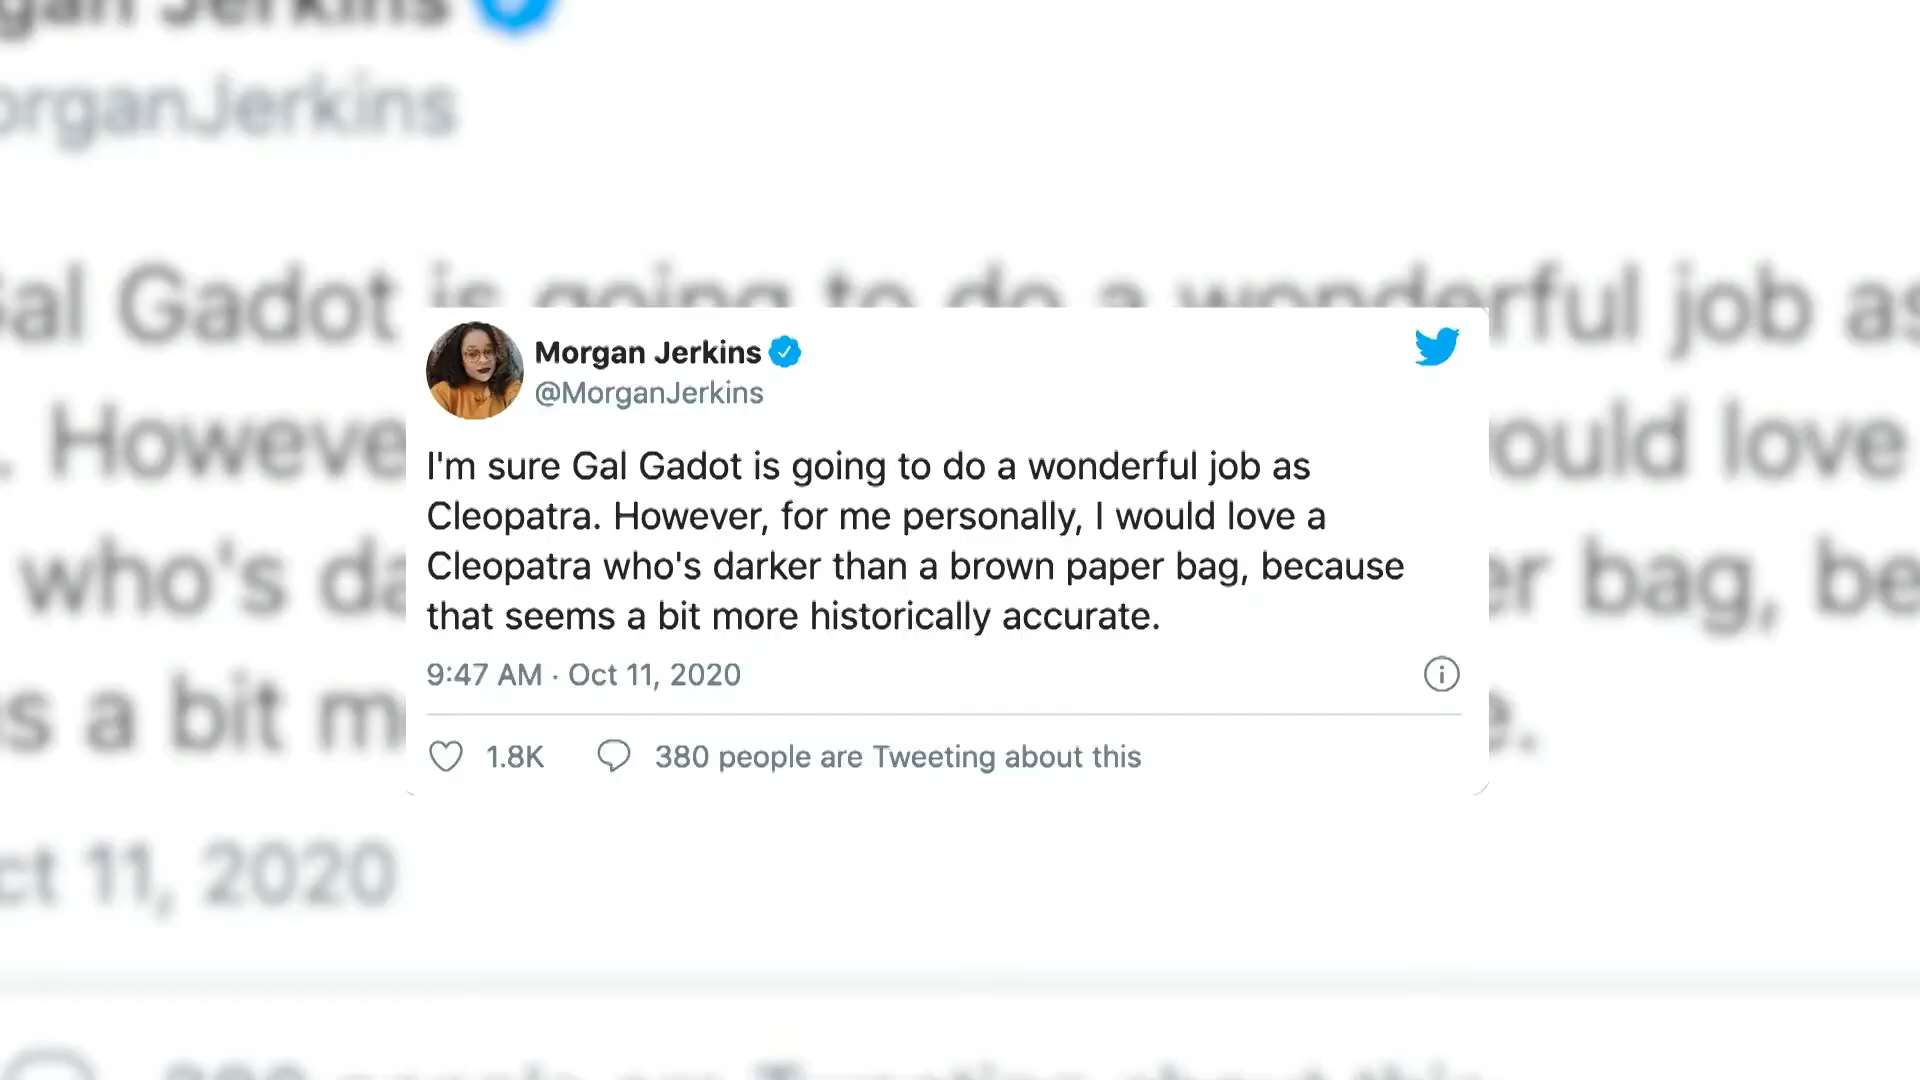 Morgan Jerkins
@MorganJerkins
I'm sure Gal Gadot is going to do a wonderful job as
Cleopatra. However, for me personally, I would love a
Cleopatra who's darker than a brown paper bag, because
that seems a bit more historically accurate.
9:47 AM · Oct 11, 2020
1.8K 380 people are Tweeting about this